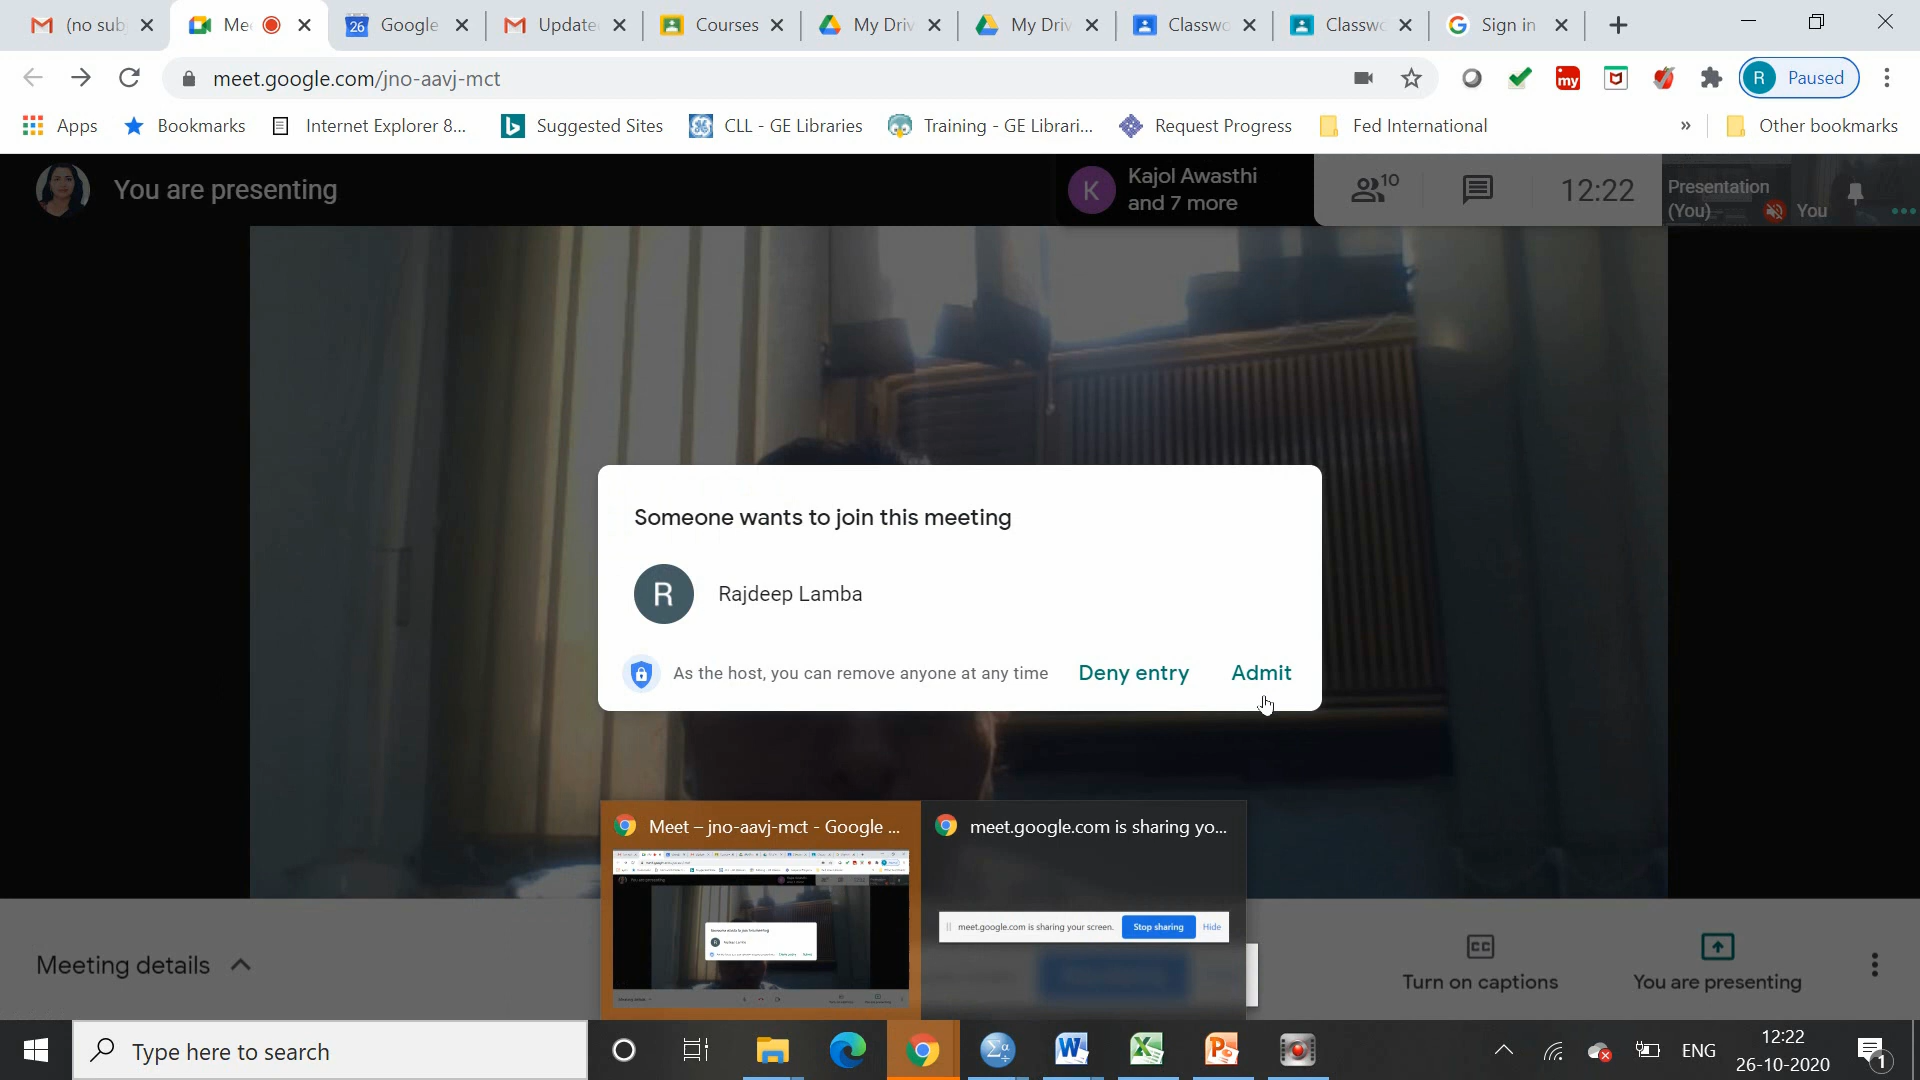 (no sub
Me
26
Google
Update
Courses
My Driv
My Driv
Classwo
Classwo
Sign in
meet.google.com/jno-aavj-mct
my
R
Paused
Apps
Bookmarks
Internet Explorer 8...
Suggested Sites
CLL - GE Libraries
Training - GE Librari...
Request Progress
Fed International
»
Other bookmarks
You are presenting
K
Kajol Awasthi
and 7 more
10
12:22
Presentation
(You)
You
Someone wants to join this meeting
R
Rajdeep Lamba
As the host, you can remove anyone at any time
Deny entry
Admit
Meet – jno-aavj-mct - Google ...
meet.google.com is sharing yo...
meet.google.com is sharing your screen.
Stop sharing
Hide
Meeting details
CC
Turn on captions
You are presenting
Type here to search
ENG
12:22
26-10-2020
1